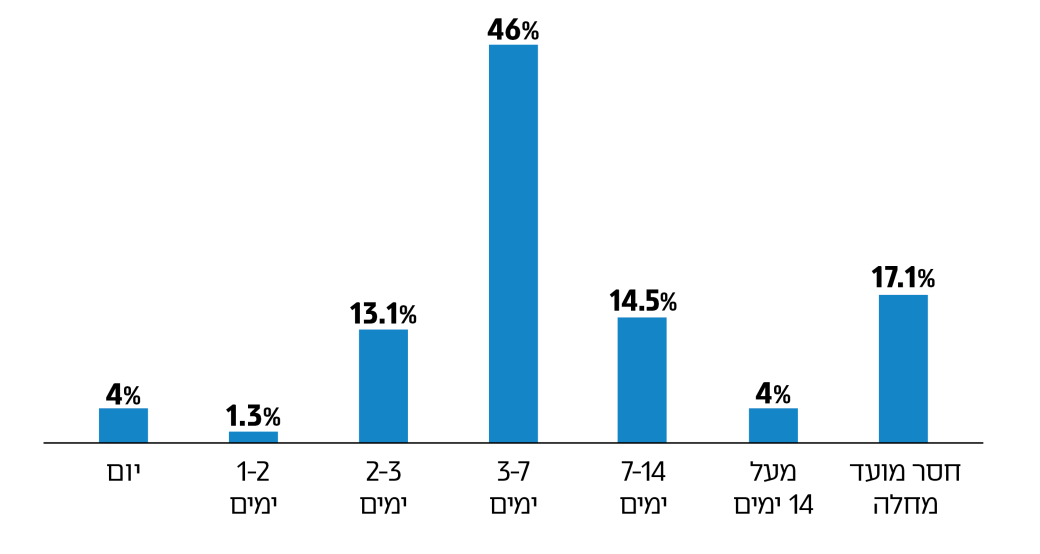 46%
17.1%
14.5%
13.1%
4%
4%
1.3%
יום
1-2
ימים
2-3
ימים
3-7
ימים
7-14
ימים
מעל
14 ימים
חסר מועד
מחלה